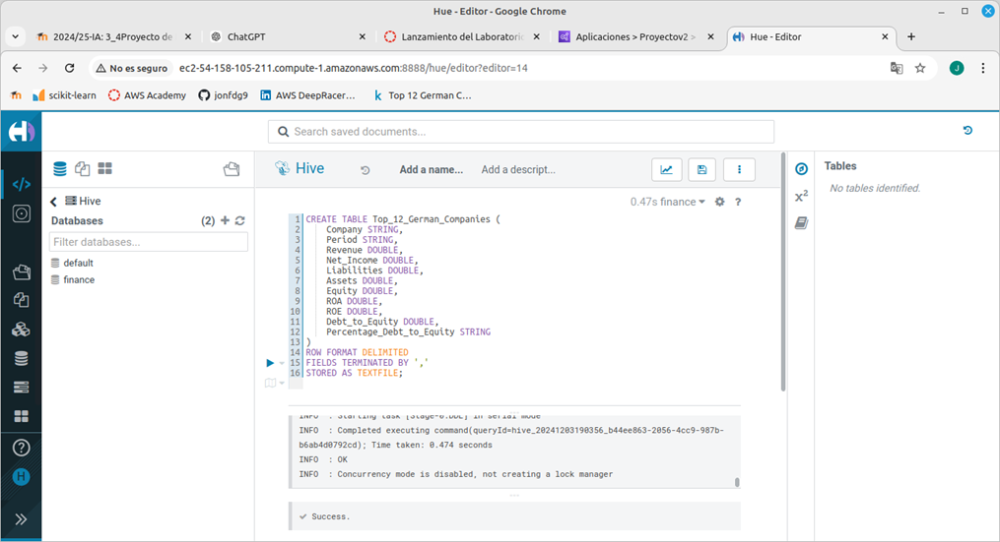 Hue - Editor - Google Chrome
2024/25-IA: 3_4Proyecto de
ChatGPT
Lanzamiento del Laboratorio
Aplicaciones > Proyectov2 >
Hue - Editor
No es seguro
ec2-54-158-105-211.compute-1.amazonaws.com:8888/hue/editor?editor=14
J
scikit-learn
AWS Academy
jonfdg9
AWS DeepRacer...
Top 12 German C...
Search saved documents...
Hive
Add a name...
Add a descript...
Tables
No tables identified.
Hive
Databases (2)
Filter databases...
default
finance
0.47s finance
1 CREATE TABLE Top_12_German_Companies (
2 Company STRING,
3 Period STRING,
4 Revenue DOUBLE,
5 Net_Income DOUBLE,
6 Liabilities DOUBLE,
7 Assets DOUBLE,
8 Equity DOUBLE,
9 ROA DOUBLE,
10 ROE DOUBLE,
11 Debt_to_Equity DOUBLE,
12 Percentage_Debt_to_Equity STRING
13 )
14 ROW FORMAT DELIMITED
15 FIELDS TERMINATED BY ','
16 STORED AS TEXTFILE;
INFO : Starting task [Stage-0:DDL] in serial mode
INFO : Completed executing command(queryId=hive_20241203190356_b44ee863-2056-4cc9-987b-
b6ab4d0792cd); Time taken: 0.474 seconds
INFO : OK
INFO : Concurrency mode is disabled, not creating a lock manager
Success.